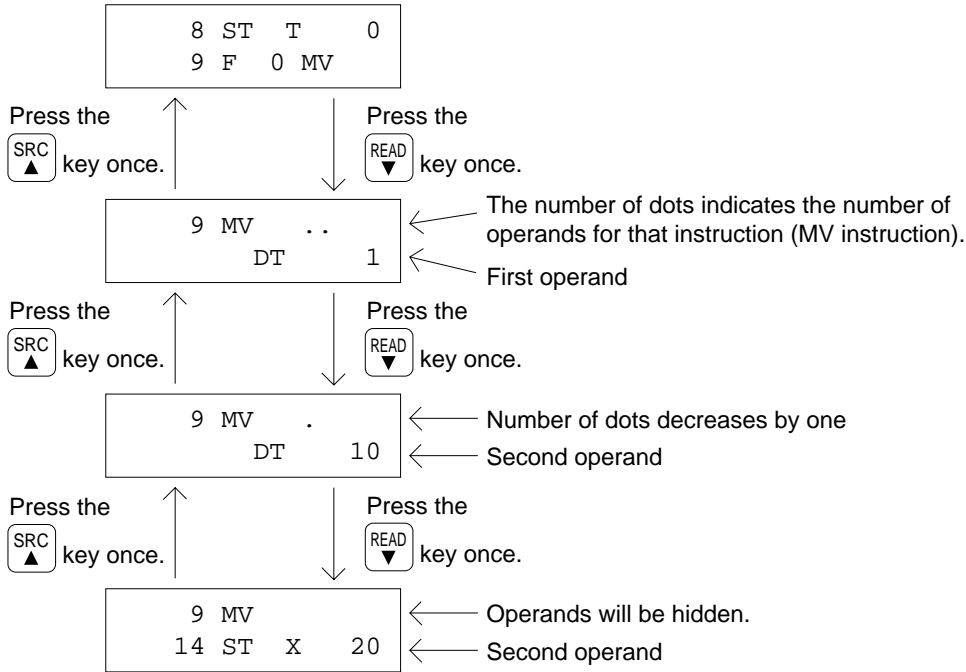 8 ST T 0
9 F 0 MV
Press the
SRC
▲ key once.
Press the
READ
▼ key once.
9 MV ..
DT 1
The number of dots indicates the number of
operands for that instruction (MV instruction).
First operand
Press the
SRC
▲ key once.
Press the
READ
▼ key once.
9 MV .
DT 10
Number of dots decreases by one
Second operand
Press the
SRC
▲ key once.
Press the
READ
▼ key once.
9 MV
14 ST X 20
Operands will be hidden.
Second operand